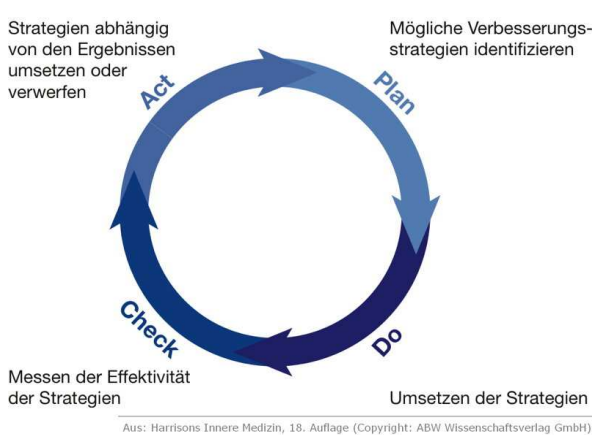 Strategien abhängig
von den Ergebnissen
umsetzen oder
verwerfen
Mögliche Verbesserungs-
strategien identifizieren
Act
Plan
Check
Do
Messen der Effektivität
der Strategien
Umsetzen der Strategien
Aus: Harrisons Innere Medizin, 18. Auflage (Copyright: ABW Wissenschaftsverlag GmbH)